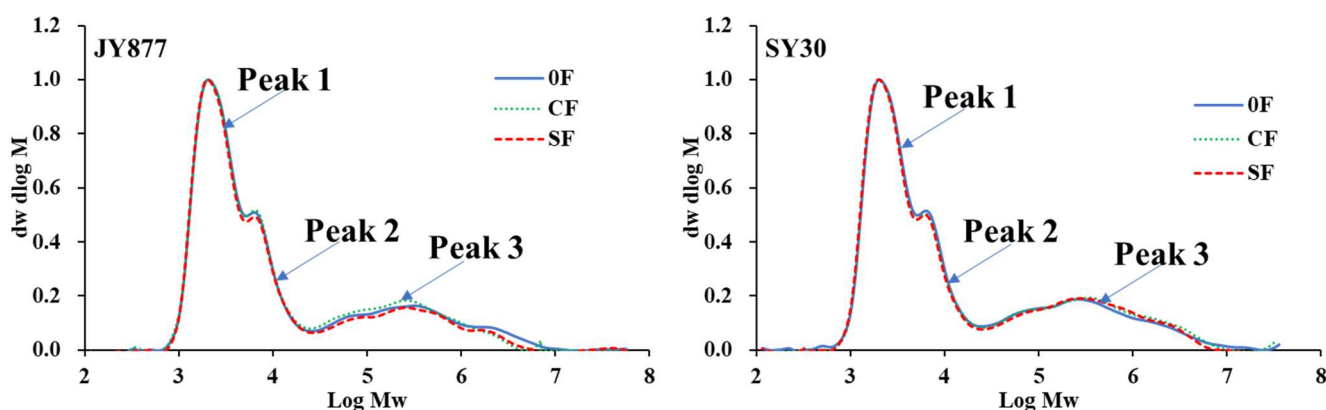 JY877
dw dlog M
1.2
1.0
0.8
0.6
0.4
0.2
0.0
Peak 1
Peak 2
Peak 3
0F
CF
SF
2 3 4 5 6 7 8
Log Mw
SY30
dw dlog M
1.2
1.0
0.8
0.6
0.4
0.2
0.0
Peak 1
Peak 2
Peak 3
0F
CF
SF
2 3 4 5 6 7 8
Log Mw